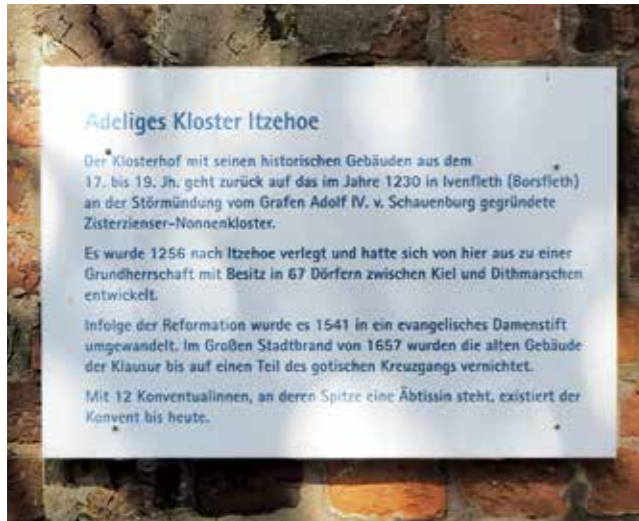 Adeliges Kloster Itzehoe
Der Klosterhof mit seinen historischen Gebäuden aus dem
17. bis 19. Jh. geht zurück auf das im Jahre 1230 in Ivenfleth (Borsfleth)
an der Störmündung vom Grafen Adolf IV. v. Schauenburg gegründete
Zisterzienser-Nonnenkloster.
Es wurde 1256 nach Itzehoe verlegt und hatte sich von hier aus zu einer
Grundherrschaft mit Besitz in 67 Dörfern zwischen Kiel und Dithmarschen
entwickelt.
Infolge der Reformation wurde es 1541 in ein evangelisches Damenstift
umgewandelt. Im Großen Stadtbrand von 1657 wurden die alten Gebäude
der Klausur bis auf einen Teil des gotischen Kreuzgangs vernichtet.
Mit 12 Konventualinnen, an deren Spitze eine Äbtissin steht, existiert der
Konvent bis heute.